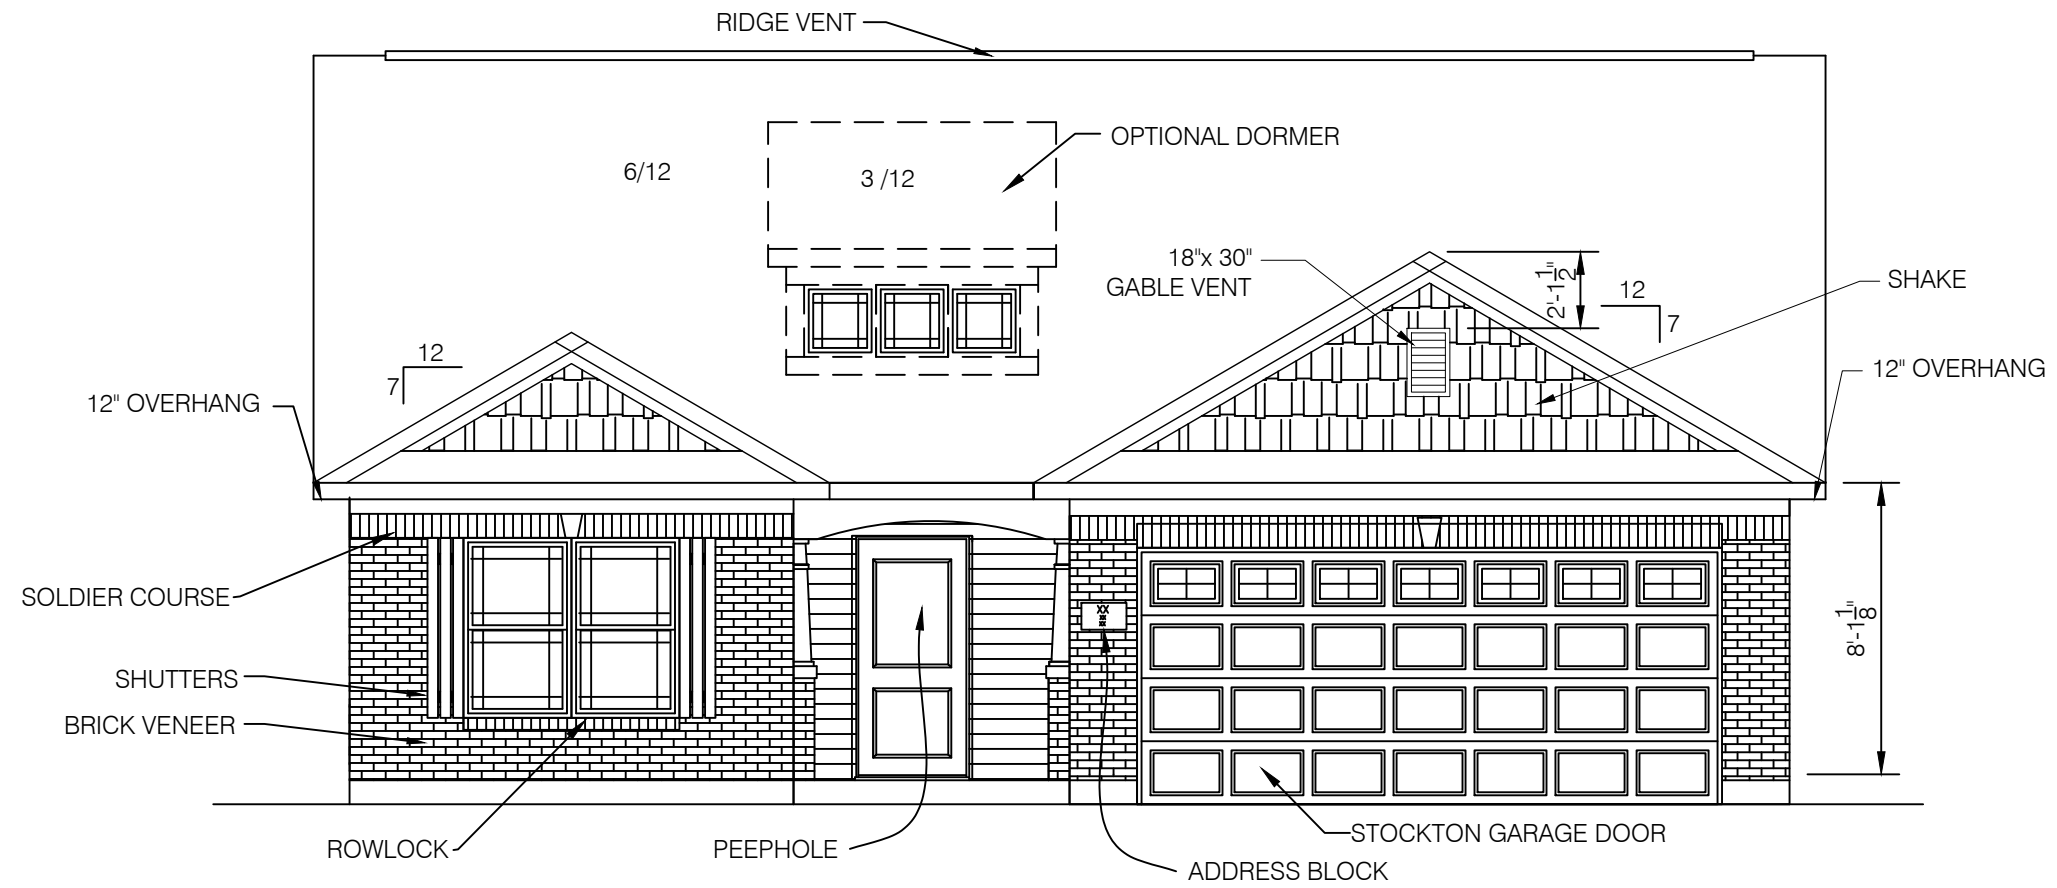 RIDGE VENT
OPTIONAL DORMER
6/12
3 /12
18"x 30"
GABLE VENT
2'-1 1/2"
12
7
SHAKE
12
7
12" OVERHANG
12" OVERHANG
SOLDIER COURSE
XX
8'-1 1/8"
SHUTTERS
BRICK VENEER
ROWLOCK
PEEPHOLE
STOCKTON GARAGE DOOR
ADDRESS BLOCK